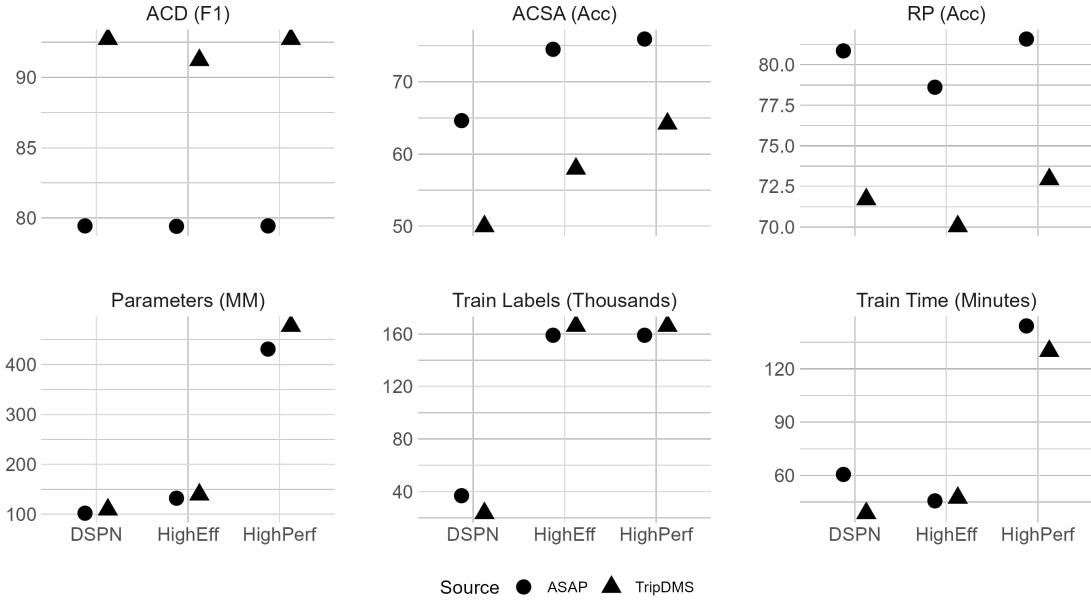 ACD (F1)
ACSA (Acc)
RP (Acc)
90
85
80
70
60
50
80.0
77.5
75.0
72.5
70.0
Parameters (MM)
Train Labels (Thousands)
Train Time (Minutes)
400
300
200
100
160
120
80
40
120
90
60
DSPN HighEff HighPerf
DSPN HighEff HighPerf
DSPN HighEff HighPerf
Source ASAP TripDMS